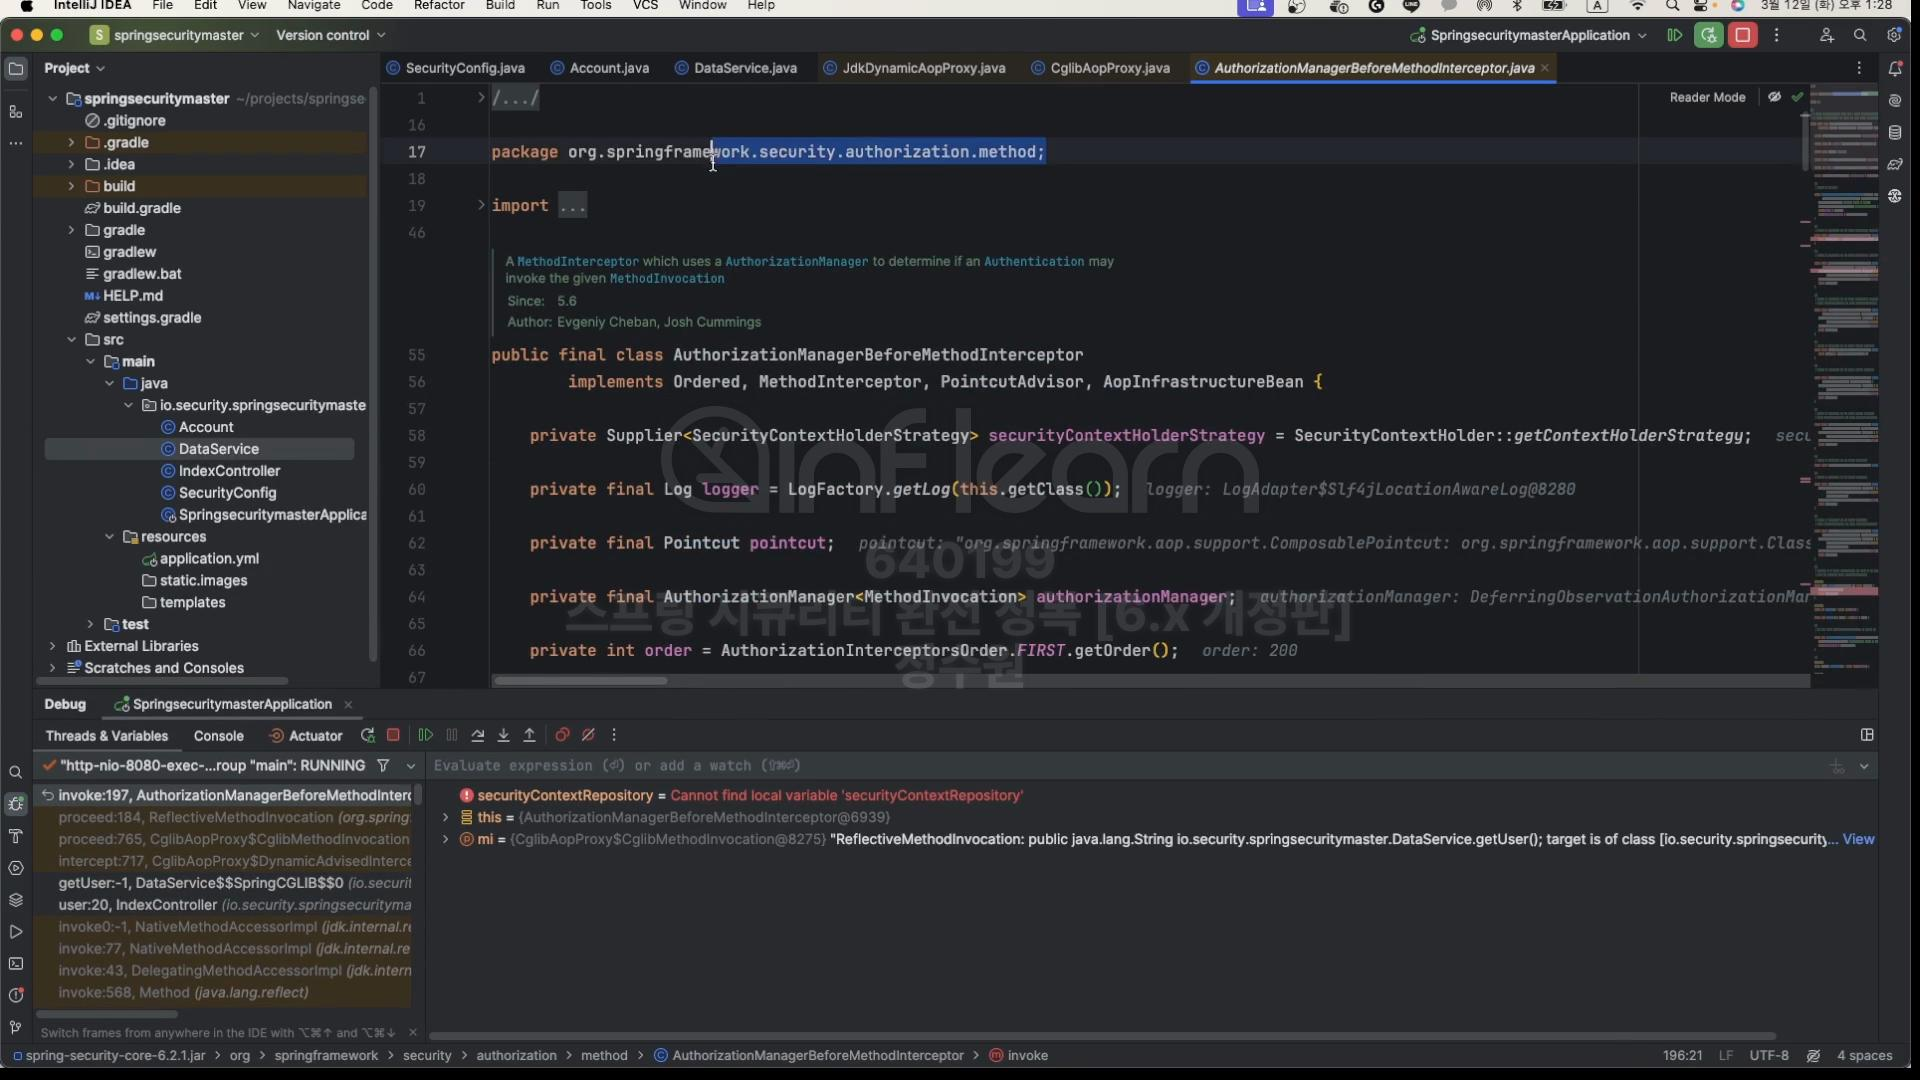 IntelliJ IDEA File Edit View Navigate Code Refactor Build Run Tools VCS Window Help 3월 12일 (화) 오후 1:28
S springsecuritymaster Version control SpringsecuritymasterApplication
Project SecurityConfig.java Account.java DataService.java JdkDynamicAopProxy.java CglibAopProxy.java AuthorizationManagerBeforeMethodInterceptor.java
springsecuritymaster ~/projects/springse
.gitignore
.gradle
.idea
build
build.gradle
gradle
gradlew
gradlew.bat
HELP.md
settings.gradle
src
main
java
io.security.springsecuritymaste
Account
DataService
IndexController
SecurityConfig
SpringsecuritymasterApplica
resources
application.yml
static.images
templates
test
External Libraries
Scratches and Consoles
Reader Mode
1 /.../
16
17 package org.springframework.security.authorization.method;
18
19 import ...
46
A MethodInterceptor which uses a AuthorizationManager to determine if an Authentication may
invoke the given MethodInvocation
Since: 5.6
Author: Evgeniy Cheban, Josh Cummings
55 public final class AuthorizationManagerBeforeMethodInterceptor
56 implements Ordered, MethodInterceptor, PointcutAdvisor, AopInfrastructureBean {
57
58 private Supplier<SecurityContextHolderStrategy> securityContextHolderStrategy = SecurityContextHolder::getContextHolderStrategy; secu
59
60 private final Log logger = LogFactory.getLog(this.getClass()); logger: LogAdapter$Slf4jLocationAwareLog@8280
61
62 private final Pointcut pointcut; pointcut: "org.springframework.aop.support.ComposablePointcut: org.springframework.aop.support.Class
63
64 private final AuthorizationManager<MethodInvocation> authorizationManager; authorizationManager: DeferringObservationAuthorizationMan
65
66 private int order = AuthorizationInterceptorsOrder.FIRST.getOrder(); order: 200
67
inflearn
640199
스프링 시큐리티 완전 정복 [6.x 개정판]
정수원
Debug SpringsecuritymasterApplication
Threads & Variables Console Actuator
"http-nio-8080-exec-...roup "main": RUNNING
Evaluate expression (⏎) or add a watch (⇧⌘⏎)
invoke:197, AuthorizationManagerBeforeMethodInterc
proceed:184, ReflectiveMethodInvocation (org.spring
proceed:765, CglibAopProxy$CglibMethodInvocation
intercept:717, CglibAopProxy$DynamicAdvisedInterce
getUser:-1, DataService$$SpringCGLIB$$0 (io.securit
user:20, IndexController (io.security.springsecurityma
invoke0:-1, NativeMethodAccessorImpl (jdk.internal.re
invoke:77, NativeMethodAccessorImpl (jdk.internal.re
invoke:43, DelegatingMethodAccessorImpl (jdk.intern
invoke:568, Method (java.lang.reflect)
Switch frames from anywhere in the IDE with ⌥⌘↑ and ⌥⌘↓
securityContextRepository = Cannot find local variable 'securityContextRepository'
this = {AuthorizationManagerBeforeMethodInterceptor@6939}
mi = {CglibAopProxy$CglibMethodInvocation@8275} "ReflectiveMethodInvocation: public java.lang.String io.security.springsecuritymaster.DataService.getUser(); target is of class [io.security.springsecurity... View
spring-security-core-6.2.1.jar > org > springframework > security > authorization > method > AuthorizationManagerBeforeMethodInterceptor > invoke 196:21 LF UTF-8 4 spaces